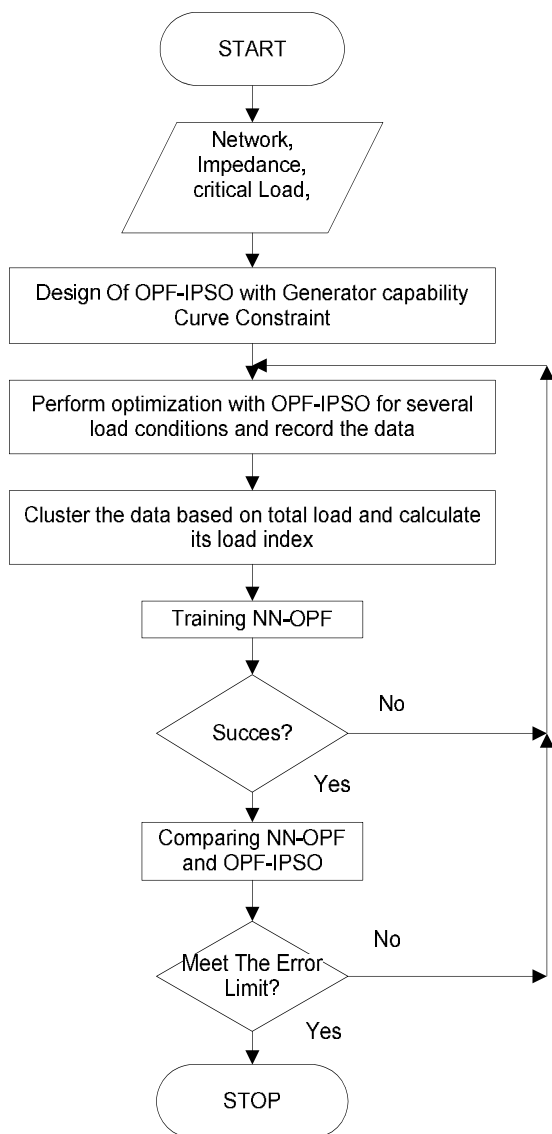 START
Network,
Impedance,
critical Load,
Design Of OPF-IPSO with Generator capability
Curve Constraint
Perform optimization with OPF-IPSO for several
load conditions and record the data
Cluster the data based on total load and calculate
its load index
Training NN-OPF
Succes?
No
Yes
Comparing NN-OPF
and OPF-IPSO
Meet The Error
Limit?
No
Yes
STOP